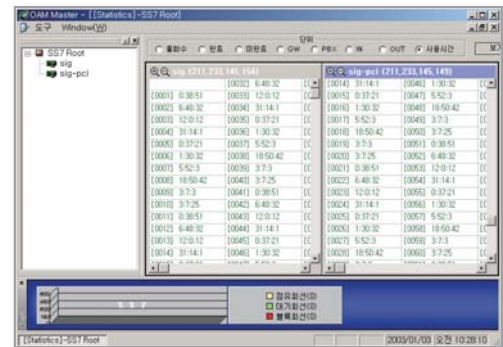 OAM Master - [[Statistics]-SS7 Root]
도구 Window(W)
단위
통화수 완료 미완료 GW PBX IN OUT 사용시간
SS7 Root
sig
sig-pci
sig (211,233,145,154)
sig-pci (211,233,145,149)
[0032] 6:48:32
[0001] 0:38:51 [0033] 12:0:12
[0002] 6:48:32 [0034] 31:14:1
[0003] 12:0:12 [0035] 0:37:21
[0004] 31:14:1 [0036] 1:30:32
[0005] 0:37:21 [0037] 5:52:3
[0006] 1:30:32 [0038] 18:50:42
[0007] 5:52:3 [0039] 3:7:3
[0008] 18:50:42 [0040] 3:7:25
[0009] 3:7:3 [0041] 0:38:51
[0010] 3:7:25 [0042] 6:48:32
[0011] 0:38:51 [0043] 12:0:12
[0012] 6:48:32 [0044] 31:14:1
[0013] 12:0:12 [0045] 0:37:21
[0014] 31:14:1 [0046] 1:30:32
[0014] 31:14:1 [0046] 1:30:32
[0015] 0:37:21 [0047] 5:52:3
[0016] 1:30:32 [0048] 18:50:42
[0017] 5:52:3 [0049] 3:7:3
[0018] 18:50:42 [0050] 3:7:25
[0019] 3:7:3 [0051] 0:38:51
[0020] 3:7:25 [0052] 6:48:32
[0021] 0:38:51 [0053] 12:0:12
[0022] 6:48:32 [0054] 31:14:1
[0023] 12:0:12 [0055] 0:37:21
[0024] 31:14:1 [0056] 1:30:32
[0025] 0:37:21 [0057] 5:52:3
[0026] 1:30:32 [0058] 18:50:42
[0027] 5:52:3 [0059] 3:7:3
[0028] 18:50:42 [0060] 3:7:25
점유회선(0)
대기회선(0)
블록회선(0)
[Statistics]-SS7 Root
2003/01/03 오전 10:28:10